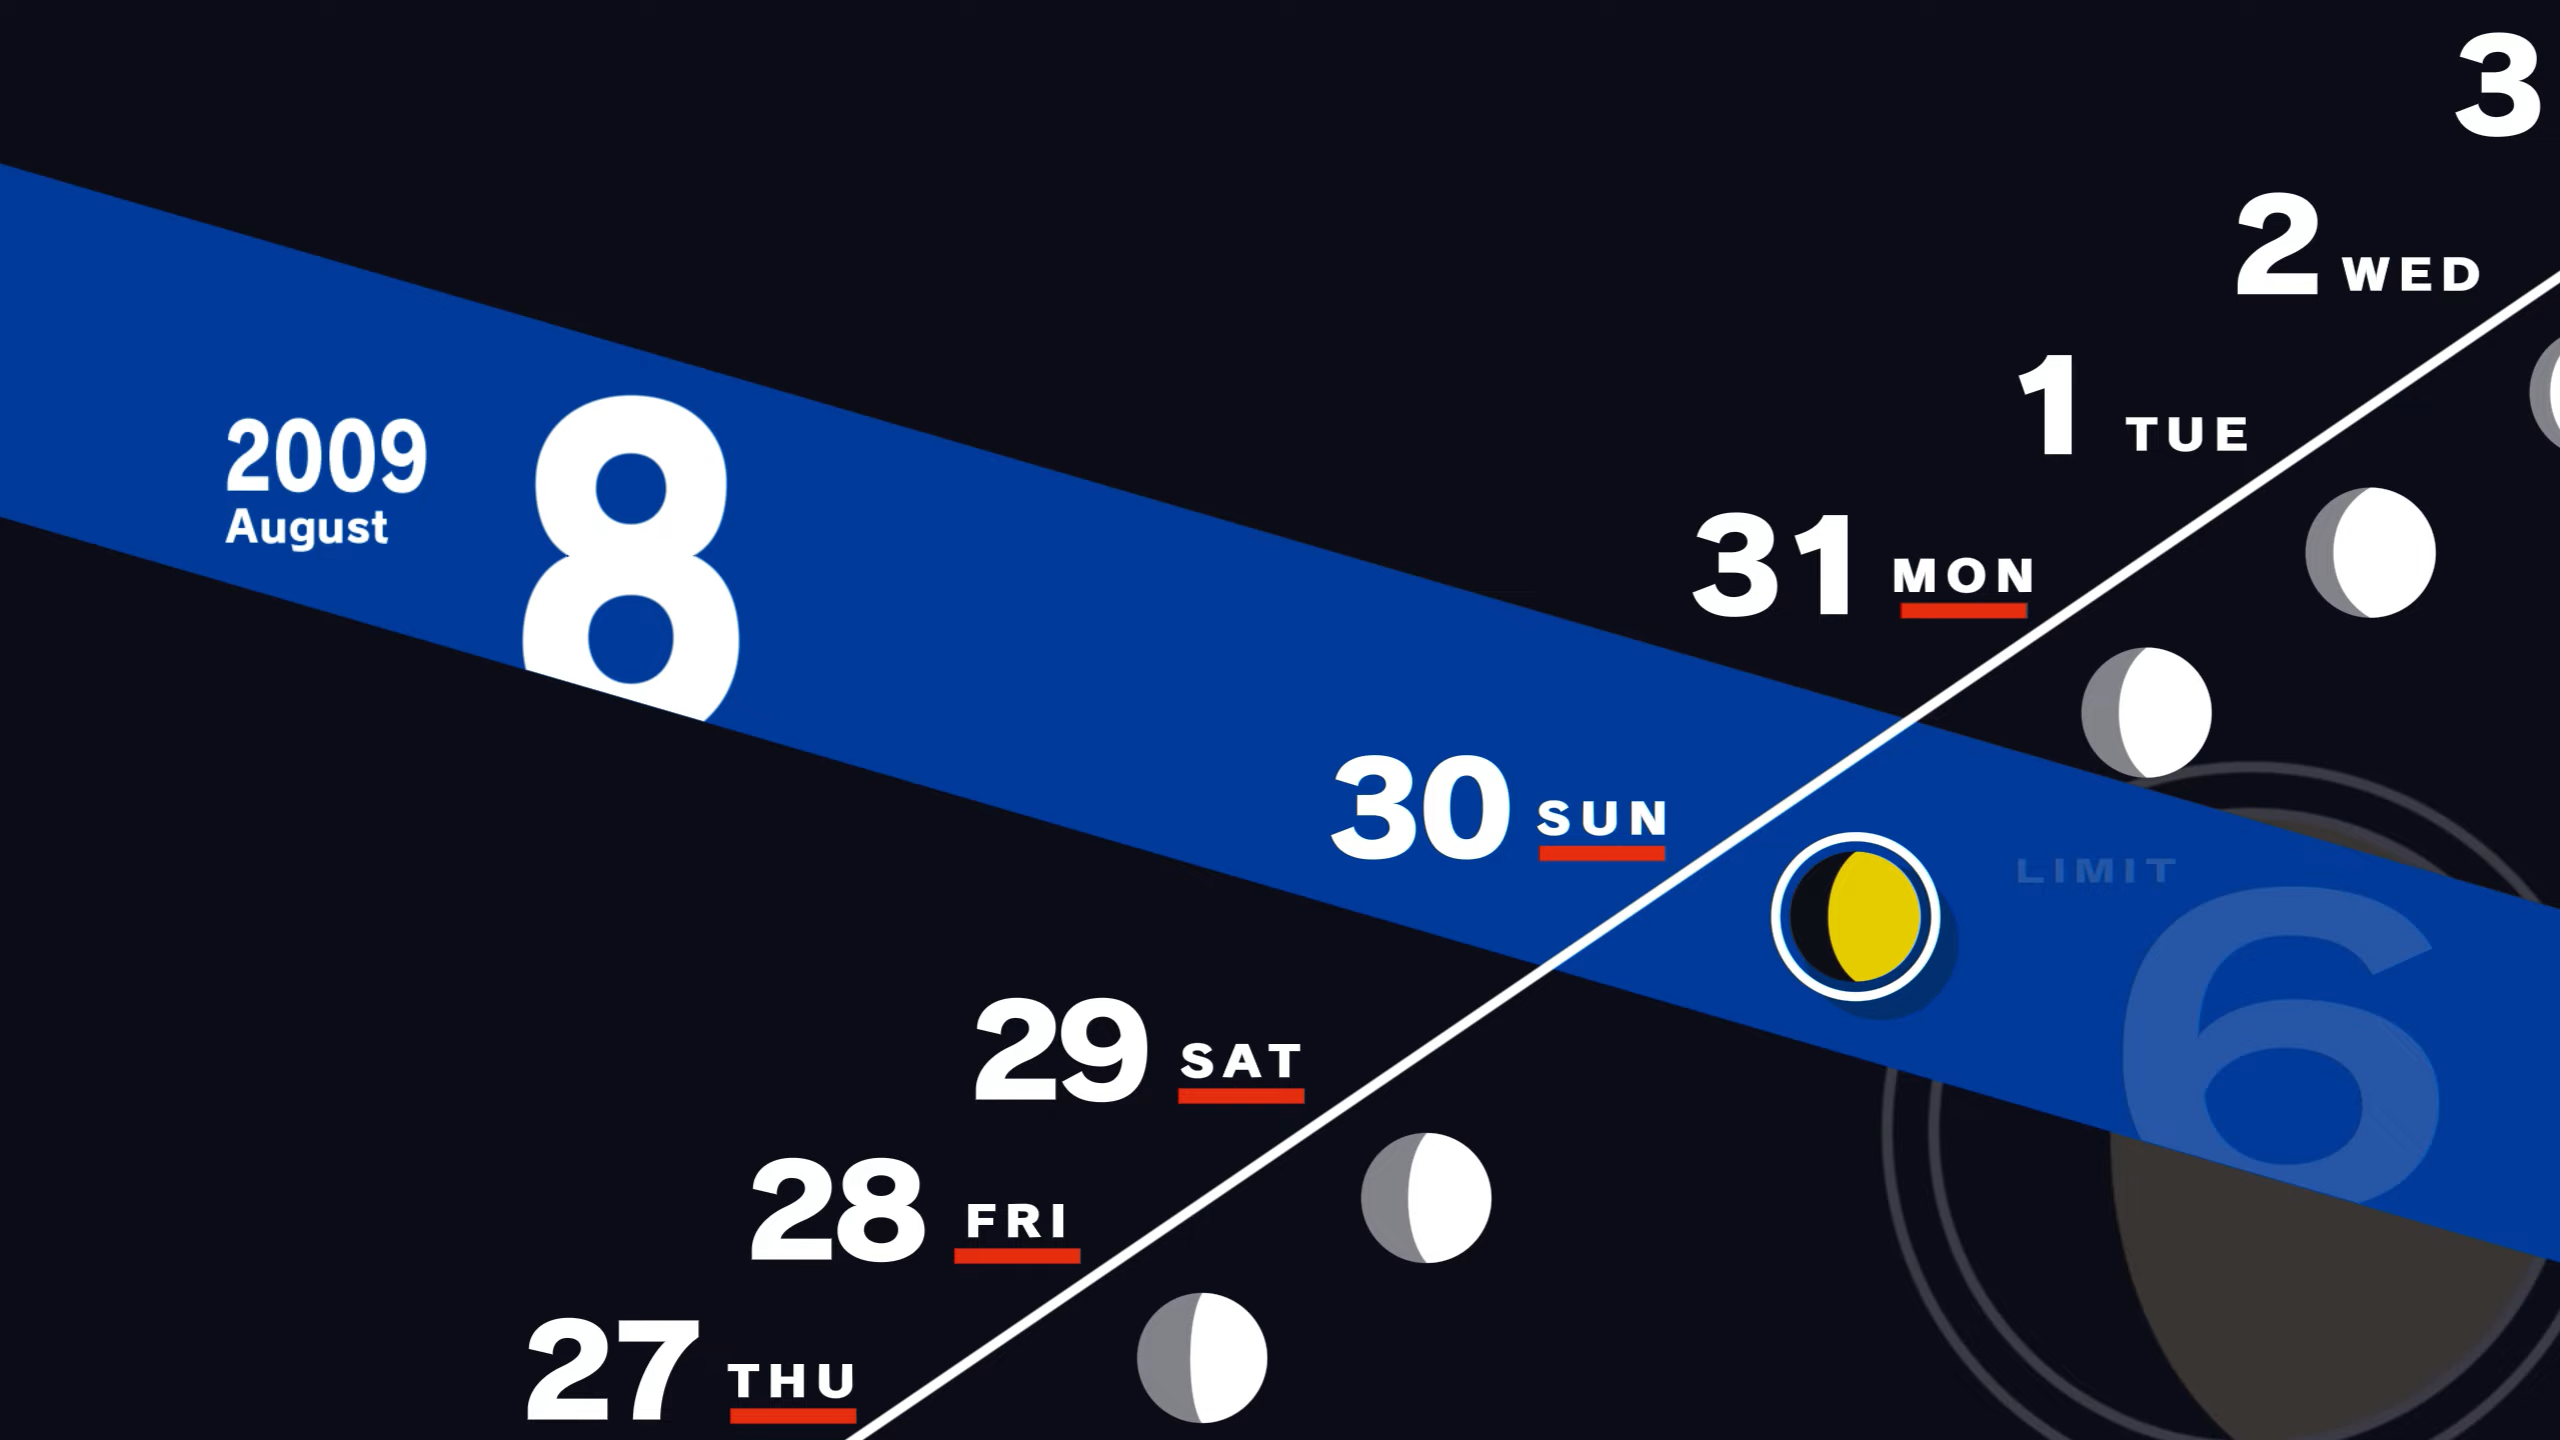 2009
August
8
3
2 WED
1 TUE
31 MON
30 SUN
29 SAT
28 FRI
27 THU
LIMIT
6